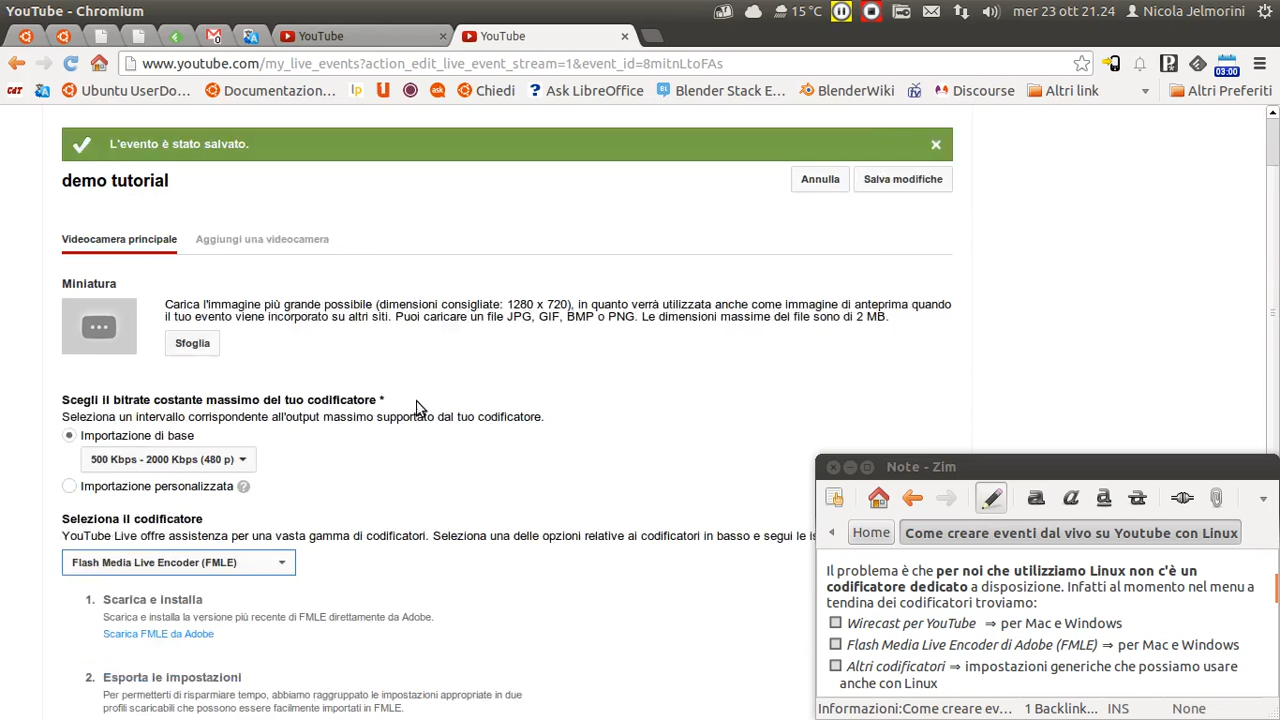 YouTube - Chromium
15 °C
mer 23 ott 21.24
Nicola Jelmorini
YouTube
YouTube
www.youtube.com/my_live_events?action_edit_live_event_stream=1&event_id=8mitnLtoFAs
03:00
CAT
Ubuntu UserDo...
Documentazion...
lp
Chiedi
Ask LibreOffice
Blender Stack E...
BlenderWiki
Discourse
Altri link
Altri Preferiti
L'evento è stato salvato.
demo tutorial
Annulla
Salva modifiche
Videocamera principale
Aggiungi una videocamera
Miniatura
Carica l'immagine più grande possibile (dimensioni consigliate: 1280 x 720), in quanto verrà utilizzata anche come immagine di anteprima quando
il tuo evento viene incorporato su altri siti. Puoi caricare un file JPG, GIF, BMP o PNG. Le dimensioni massime del file sono di 2 MB.
Sfoglia
Scegli il bitrate costante massimo del tuo codificatore *
Seleziona un intervallo corrispondente all'output massimo supportato dal tuo codificatore.
Importazione di base
500 Kbps - 2000 Kbps (480 p)
Importazione personalizzata ?
Seleziona il codificatore
YouTube Live offre assistenza per una vasta gamma di codificatori. Seleziona una delle opzioni relative ai codificatori in basso e segui le is
Flash Media Live Encoder (FMLE)
1. Scarica e installa
Scarica e installa la versione più recente di FMLE direttamente da Adobe.
Scarica FMLE da Adobe
2. Esporta le impostazioni
Per permetterti di risparmiare tempo, abbiamo raggruppato le impostazioni appropriate in due
profili scaricabili che possono essere facilmente importati in FMLE.
Note - Zim
a a a a
Home
Come creare eventi dal vivo su Youtube con Linux
Il problema è che per noi che utilizziamo Linux non c'è un
codificatore dedicato a disposizione. Infatti al momento nel menu a
tendina dei codificatori troviamo:
Wirecast per YouTube ⇒ per Mac e Windows
Flash Media Live Encoder di Adobe (FMLE) ⇒ per Mac e Windows
Altri codificatori ⇒ impostazioni generiche che possiamo usare
anche con Linux
Informazioni:Come creare ev...
1 Backlink...
INS
None